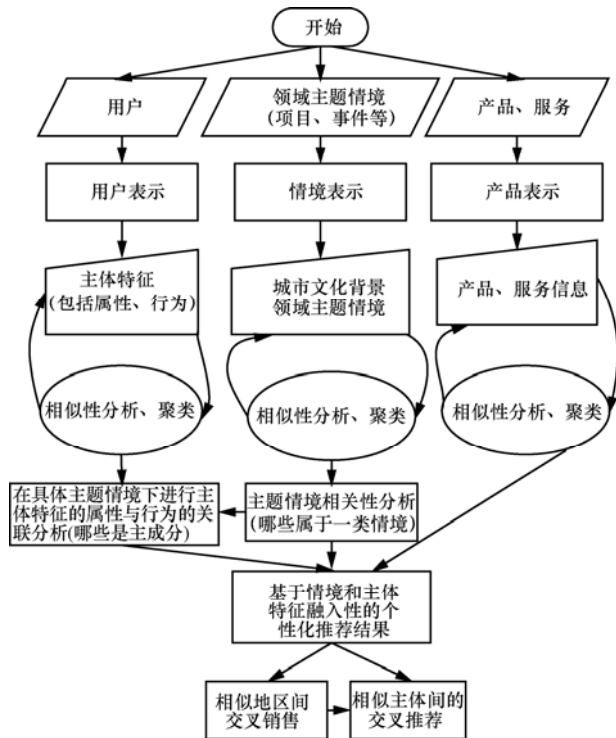 开始
用户
领域主题情境
(项目、事件等)
产品、服务
用户表示
情境表示
产品表示
主体特征
(包括属性、行为)
城市文化背景
领域主题情境
产品、服务信息
相似性分析、聚类
相似性分析、聚类
相似性分析、聚类
在具体主题情境下进行主
体特征的属性与行为的关
联分析(哪些是主成分)
主题情境相关性分析
(哪些属于一类情境)
基于情境和主体
特征融入性的个
性化推荐结果
相似地区间
交叉销售
相似主体间的
交叉推荐